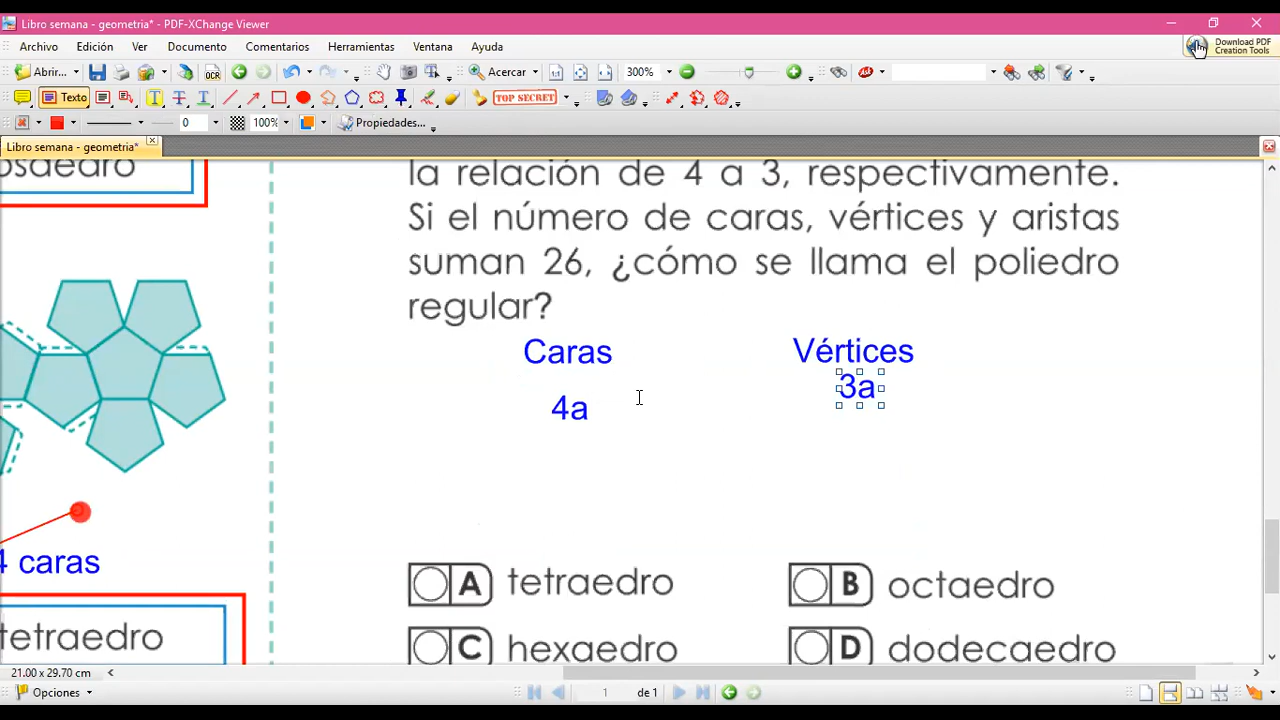 Libro semana - geometria* - PDF-XChange Viewer
Download PDF
Creation Tools
Archivo Edición Ver Documento Comentarios Herramientas Ventana Ayuda
Abrir... OCR Acercar 300%
Texto TOP SECRET
0 100% Propiedades...
Libro semana - geometria*
osaedro
la relación de 4 a 3, respectivamente.
Si el número de caras, vértices y aristas
suman 26, ¿cómo se llama el poliedro
regular?
Caras Vértices
4a 3a
4 caras
tetraedro
A tetraedro B octaedro
C hexaedro D dodecaedro
21.00 x 29.70 cm
Opciones 1 de 1